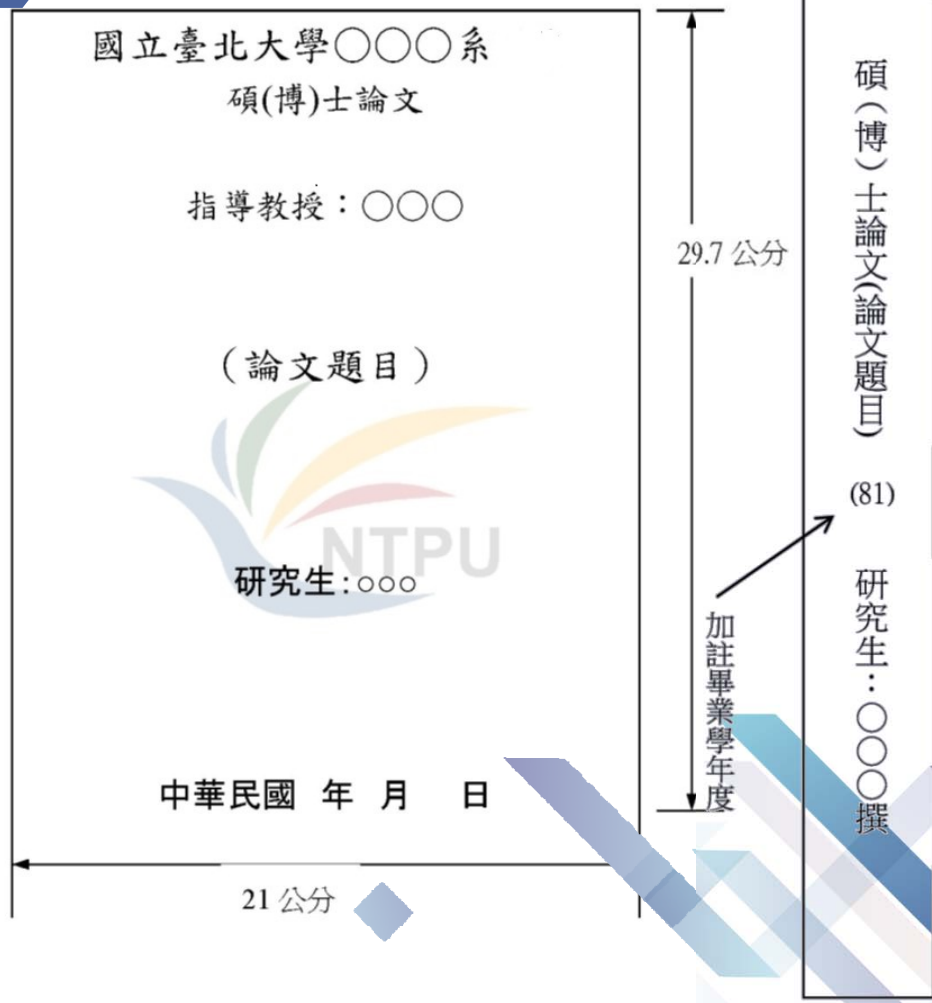 國立臺北大學○○○系
碩(博)士論文
指導教授：○○○
(論文題目)
NTPU
研究生:○○○
中華民國 年 月 日
21 公分
29.7 公分
加註畢業學年度
碩(博)士論文(論文題目) (81) 研究生：○○○撰